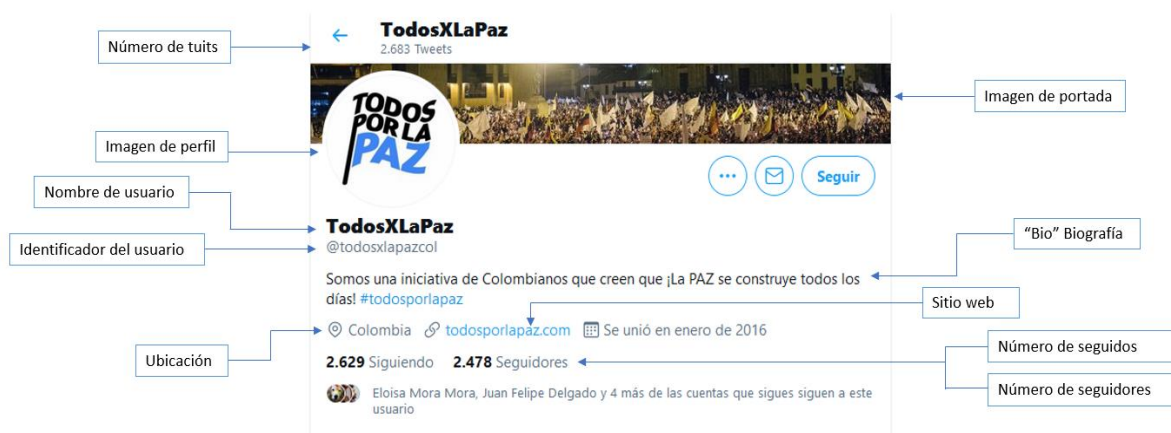 TodosXLaPaz
2.683 Tweets
Número de tuits
Imagen de portada
TODOS
POR LA
PAZ
Imagen de perfil
Seguir
Nombre de usuario
TodosXLaPaz
Identificador del usuario
@todosxlapazcol
"Bio" Biografía
Somos una iniciativa de Colombianos que creen que ¡La PAZ se construye todos los
días! #todosporlapaz
Sitio web
Colombia todosporlapaz.com Se unió en enero de 2016
Ubicación
2.629 Siguiendo 2.478 Seguidores
Número de seguidos
Número de seguidores
Eloisa Mora Mora, Juan Felipe Delgado y 4 más de las cuentas que sigues siguen a este
usuario